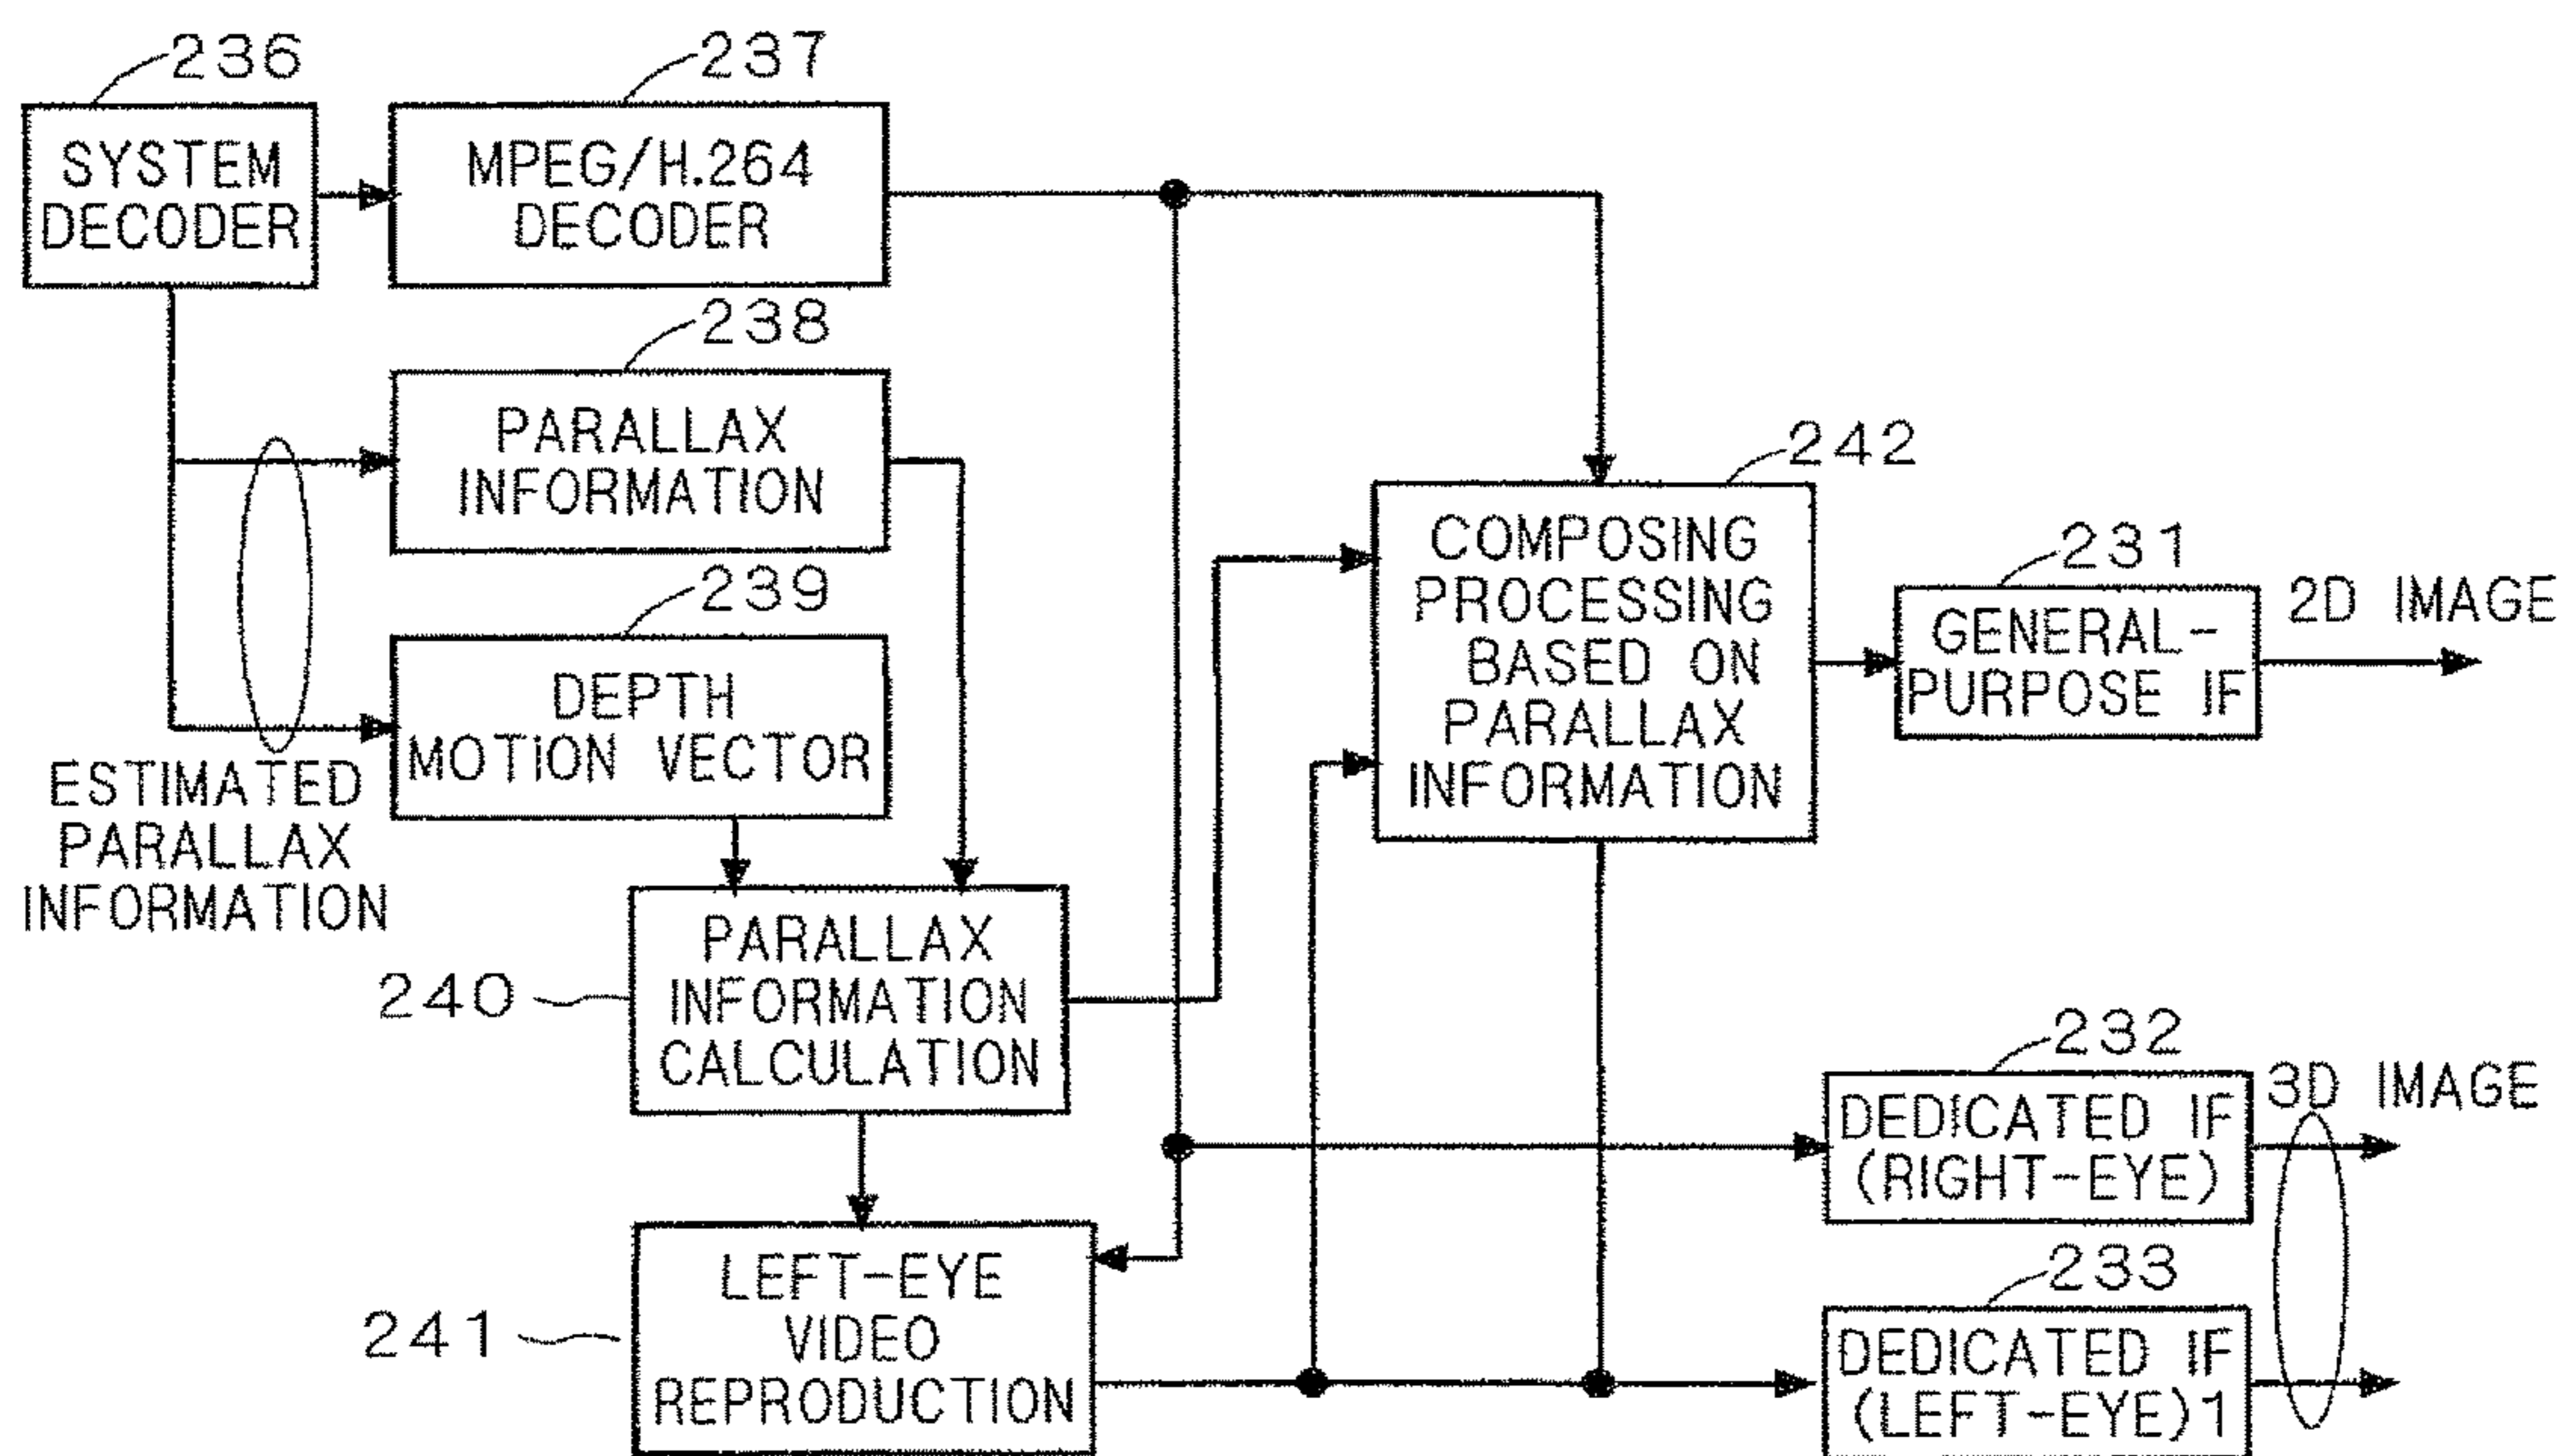 236
SYSTEM
DECODER
237
MPEG/H.264
DECODER
238
PARALLAX
INFORMATION
239
DEPTH
MOTION VECTOR
ESTIMATED
PARALLAX
INFORMATION
240
PARALLAX
INFORMATION
CALCULATION
241
LEFT-EYE
VIDEO
REPRODUCTION
242
COMPOSING
PROCESSING
BASED ON
PARALLAX
INFORMATION
231
GENERAL-
PURPOSE IF
2D IMAGE
232
DEDICATED IF
(RIGHT-EYE)
3D IMAGE
233
DEDICATED IF
(LEFT-EYE)1